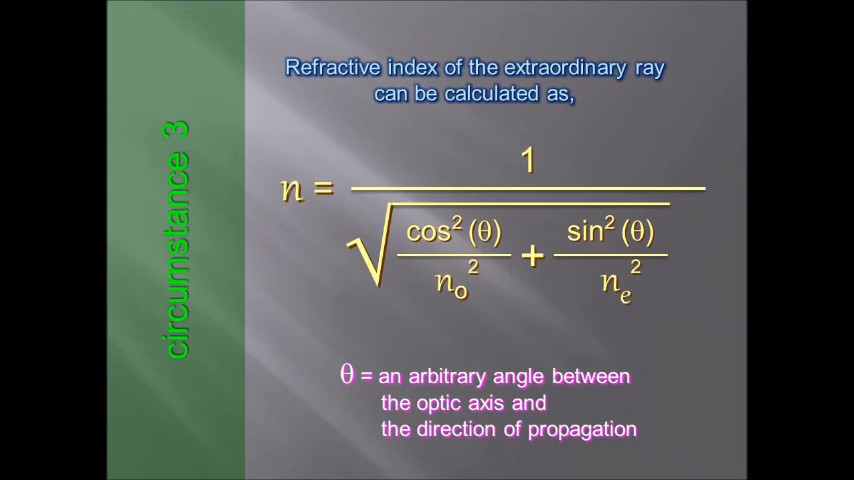 circumstance 3
Refractive index of the extraordinary ray
can be calculated as,
n = 1 / √( cos² (θ) / n₀² + sin² (θ) / nₑ² )
θ = an arbitrary angle between
the optic axis and
the direction of propagation